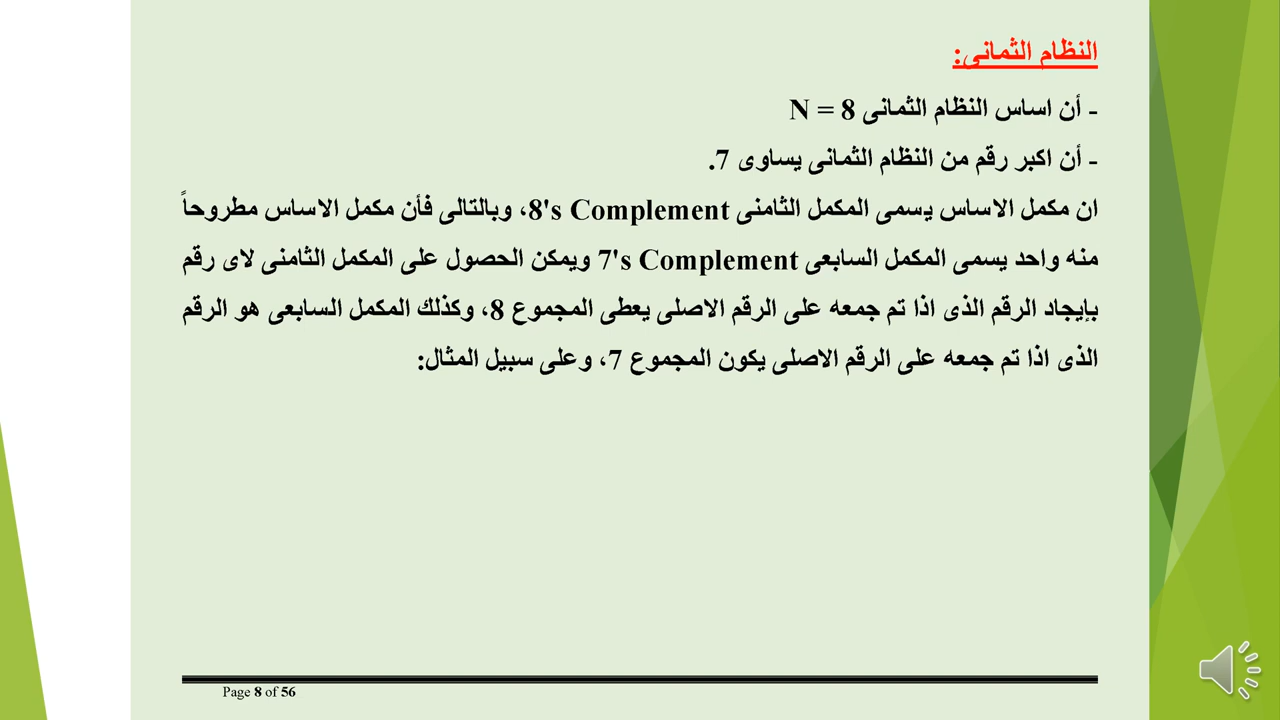 النظام الثمانى:
- أن اساس النظام الثمانى N = 8
- أن اكبر رقم من النظام الثمانى يساوى 7.
ان مكمل الاساس يسمى المكمل الثامنى 8's Complement، وبالتالى فأن مكمل الاساس مطروحاً
منه واحد يسمى المكمل السابعى 7's Complement ويمكن الحصول على المكمل الثامنى لاى رقم
بإيجاد الرقم الذى اذا تم جمعه على الرقم الاصلى يعطى المجموع 8، وكذلك المكمل السابعى هو الرقم
الذى اذا تم جمعه على الرقم الاصلى يكون المجموع 7، وعلى سبيل المثال:
Page 8 of 56